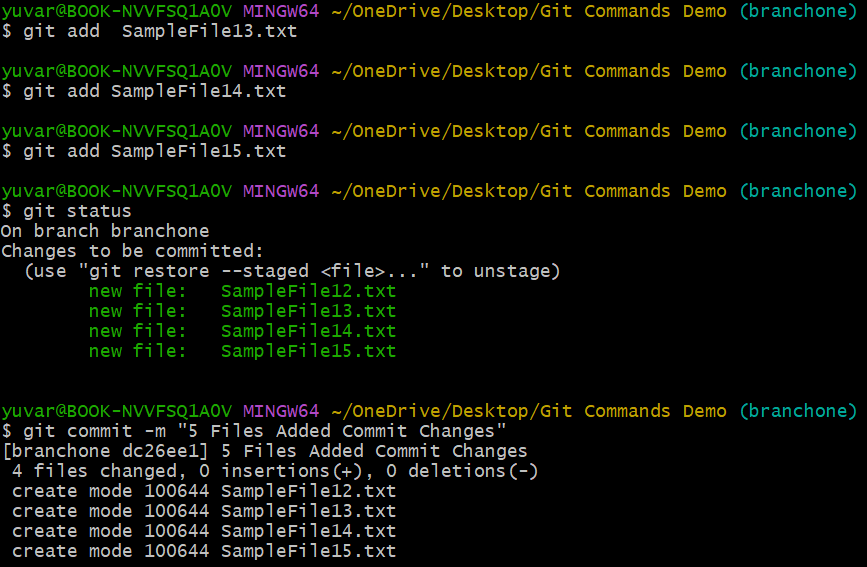 yuvar@BOOK-NVVFSQ1A0V MINGW64 ~/OneDrive/Desktop/Git Commands Demo (branchone)
$ git add  SampleFile13.txt
yuvar@BOOK-NVVFSQ1A0V MINGW64 ~/OneDrive/Desktop/Git Commands Demo (branchone)
$ git add SampleFile14.txt
yuvar@BOOK-NVVFSQ1A0V MINGW64 ~/OneDrive/Desktop/Git Commands Demo (branchone)
$ git add SampleFile15.txt
yuvar@BOOK-NVVFSQ1A0V MINGW64 ~/OneDrive/Desktop/Git Commands Demo (branchone)
$ git status
On branch branchone
Changes to be committed:
  (use "git restore --staged <file>..." to unstage)
        new file:   SampleFile12.txt
        new file:   SampleFile13.txt
        new file:   SampleFile14.txt
        new file:   SampleFile15.txt
yuvar@BOOK-NVVFSQ1A0V MINGW64 ~/OneDrive/Desktop/Git Commands Demo (branchone)
$ git commit -m "5 Files Added Commit Changes"
[branchone dc26ee1] 5 Files Added Commit Changes
 4 files changed, 0 insertions(+), 0 deletions(-)
 create mode 100644 SampleFile12.txt
 create mode 100644 SampleFile13.txt
 create mode 100644 SampleFile14.txt
 create mode 100644 SampleFile15.txt